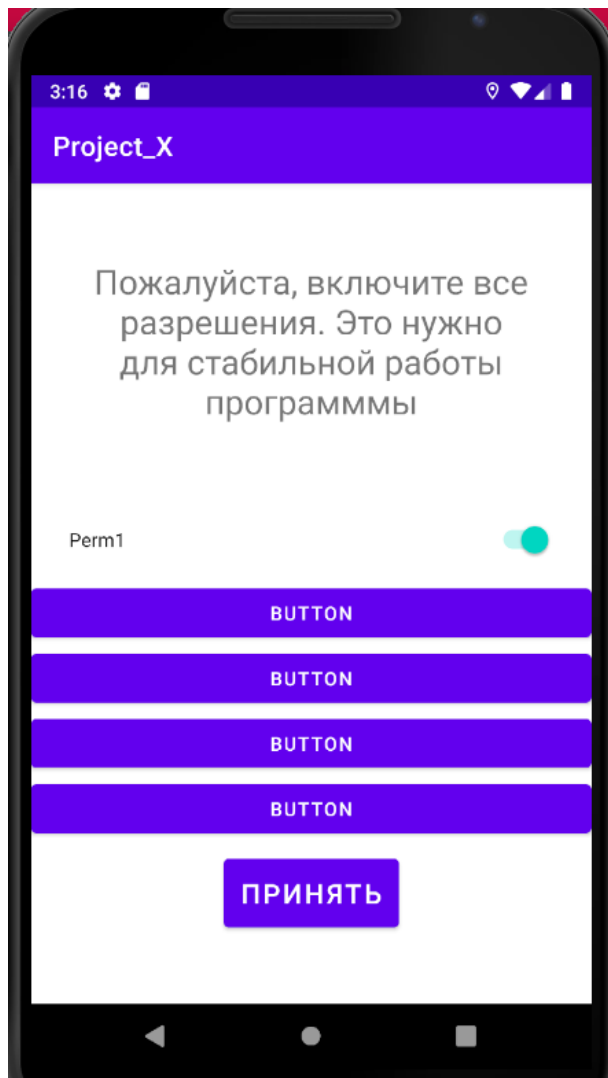 3:16
Project_X
Пожалуйста, включите все
разрешения. Это нужно
для стабильной работы
программмы
Perm1
BUTTON
BUTTON
BUTTON
BUTTON
ПРИНЯТЬ